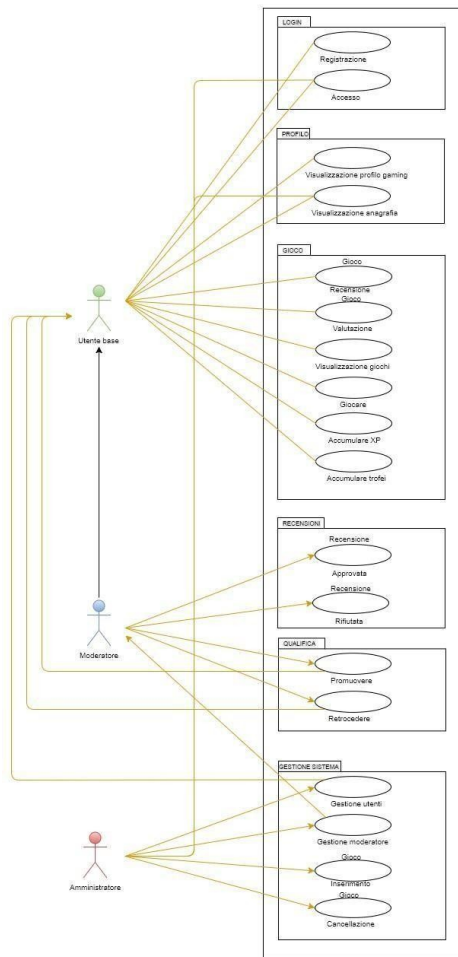 LOGIN
Registrazione
Accesso
PROFILO
Visualizzazione profilo gaming
Visualizzazione anagrafia
GIOCO
Gioco
Recensione
Gioco
Valutazione
Visualizzazione giochi
Giocare
Accumulare XP
Accumulare trofei
Utente base
RECENSIONI
Recensione
Approvata
Recensione
Rifiutata
Moderatore
QUALIFICA
Promuovere
Retrocedere
GESTIONE SISTEMA
Gestione utenti
Gestione moderatore
Gioco
Inserimento
Gioco
Cancellazione
Amministratore